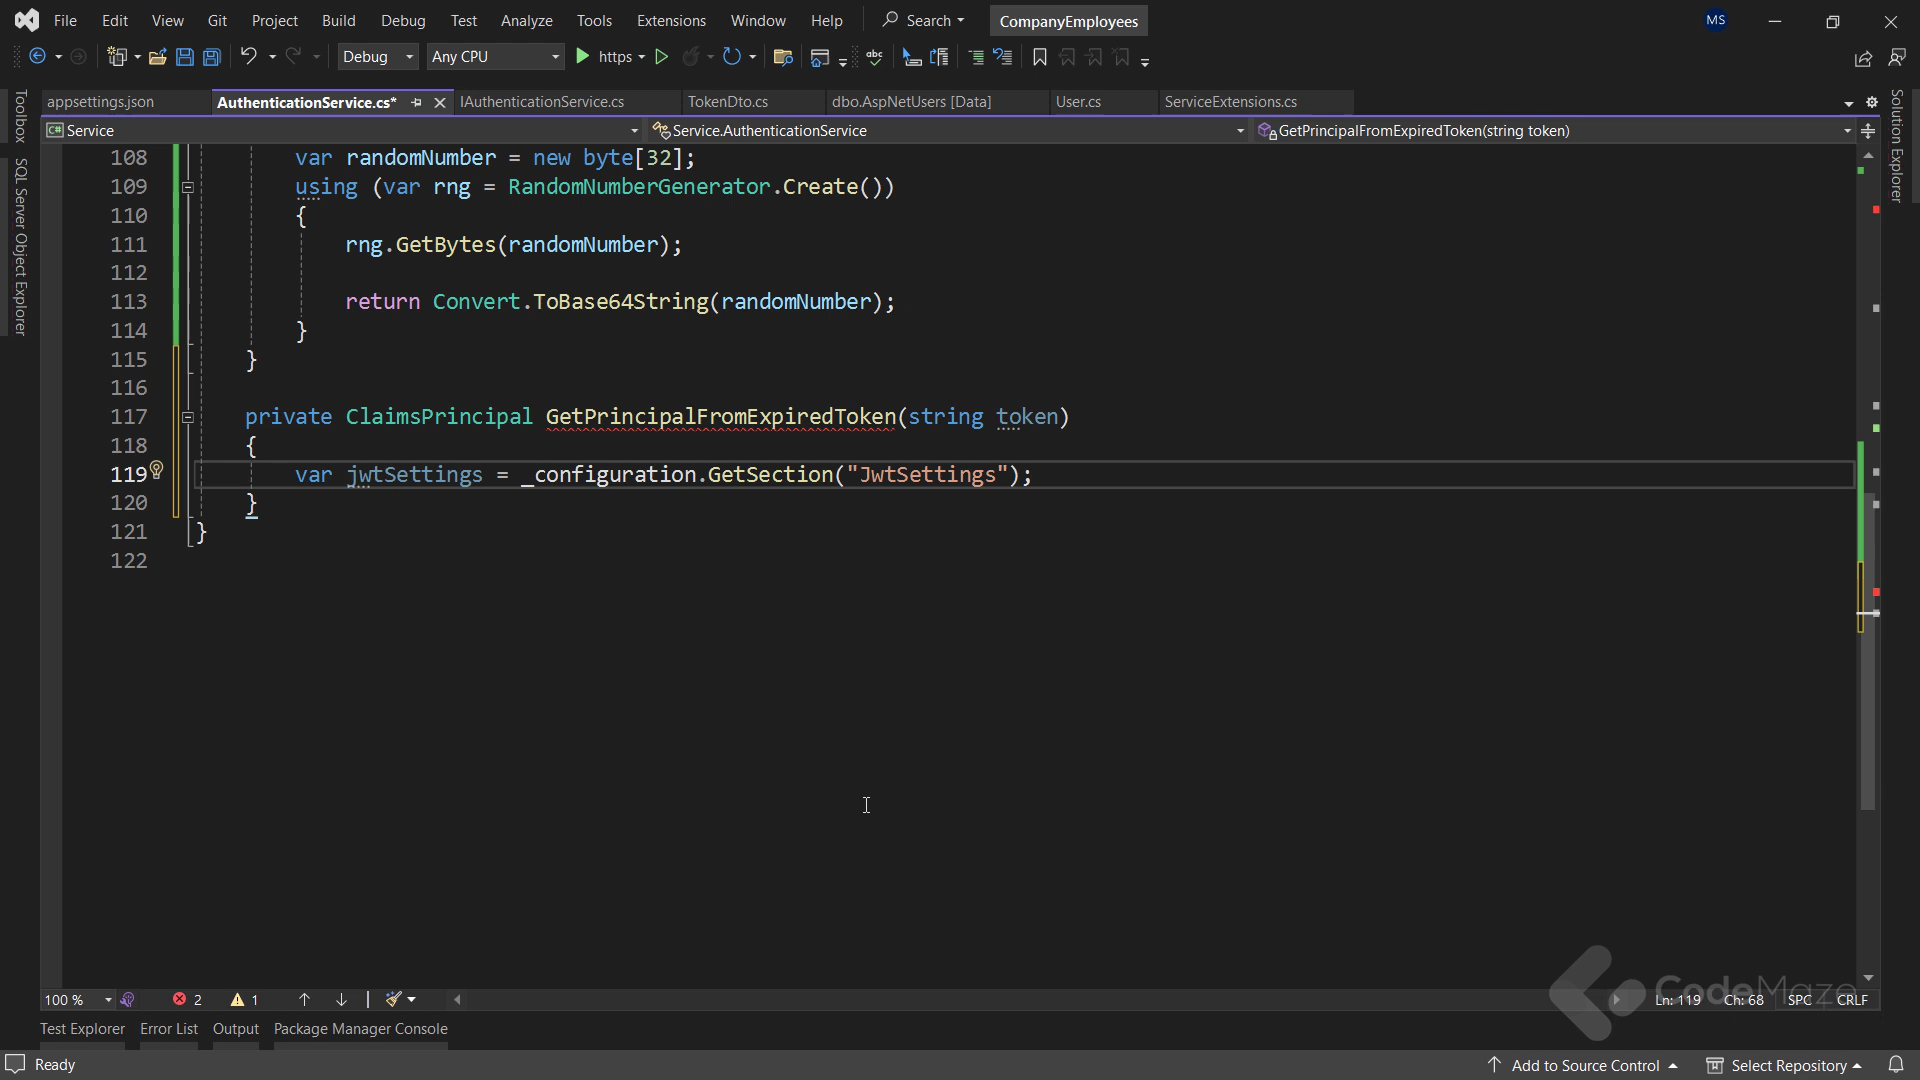 File Edit View Git Project Build Debug Test Analyze Tools Extensions Window Help Search CompanyEmployees MS
Debug Any CPU https abc
appsettings.json AuthenticationService.cs* IAuthenticationService.cs TokenDto.cs dbo.AspNetUsers [Data] User.cs ServiceExtensions.cs
C# Service Service.AuthenticationService GetPrincipalFromExpiredToken(string token)
Toolbox
SQL Server Object Explorer
Solution Explorer
108 var randomNumber = new byte[32];
109 using (var rng = RandomNumberGenerator.Create())
110 {
111 rng.GetBytes(randomNumber);
112
113 return Convert.ToBase64String(randomNumber);
114 }
115 }
116
117 private ClaimsPrincipal GetPrincipalFromExpiredToken(string token)
118 {
119 var jwtSettings = _configuration.GetSection("JwtSettings");
120 }
121 }
122
CodeMaze
100 % 2 1 Ln: 119 Ch: 68 SPC CRLF
Test Explorer Error List Output Package Manager Console
Ready Add to Source Control Select Repository